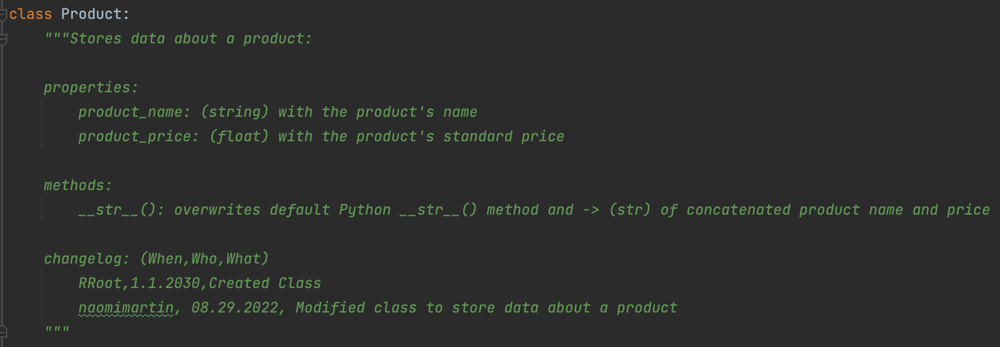 class Product:
"""Stores data about a product:
properties:
product_name: (string) with the product's name
product_price: (float) with the product's standard price
methods:
__str__(): overwrites default Python __str__() method and -> (str) of concatenated product name and price
changelog: (When,Who,What)
RRoot,1.1.2030,Created Class
naomimartin, 08.29.2022, Modified class to store data about a product
"""